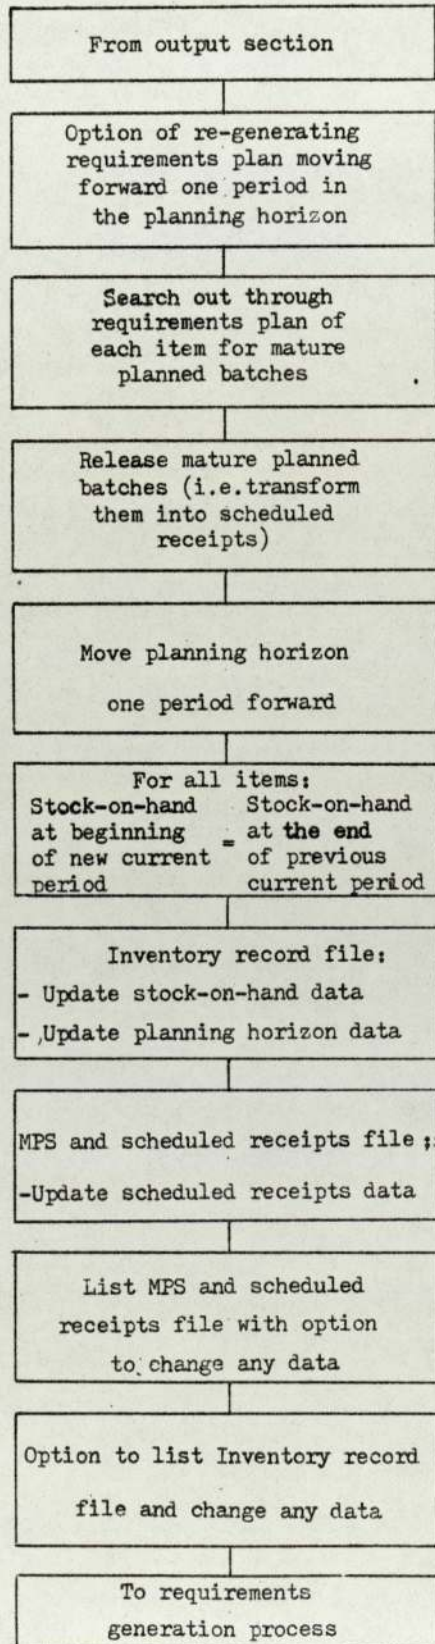 From output section
Option of re-generating
requirements plan moving
forward one period in
the planning horizon
Search out through
requirements plan of
each item for mature
planned batches
Release mature planned
batches (i.e.transform
them into scheduled
receipts)
Move planning horizon
one period forward
For all items:
Stock-on-hand at beginning of new current period = Stock-on-hand at the end of previous current period
Inventory record file:
- Update stock-on-hand data
- ,Update planning horizon data
MPS and scheduled receipts file ;
-Update scheduled receipts data
List MPS and scheduled
receipts file with option
to change any data
Option to list Inventory record
file and change any data
To requirements
generation process